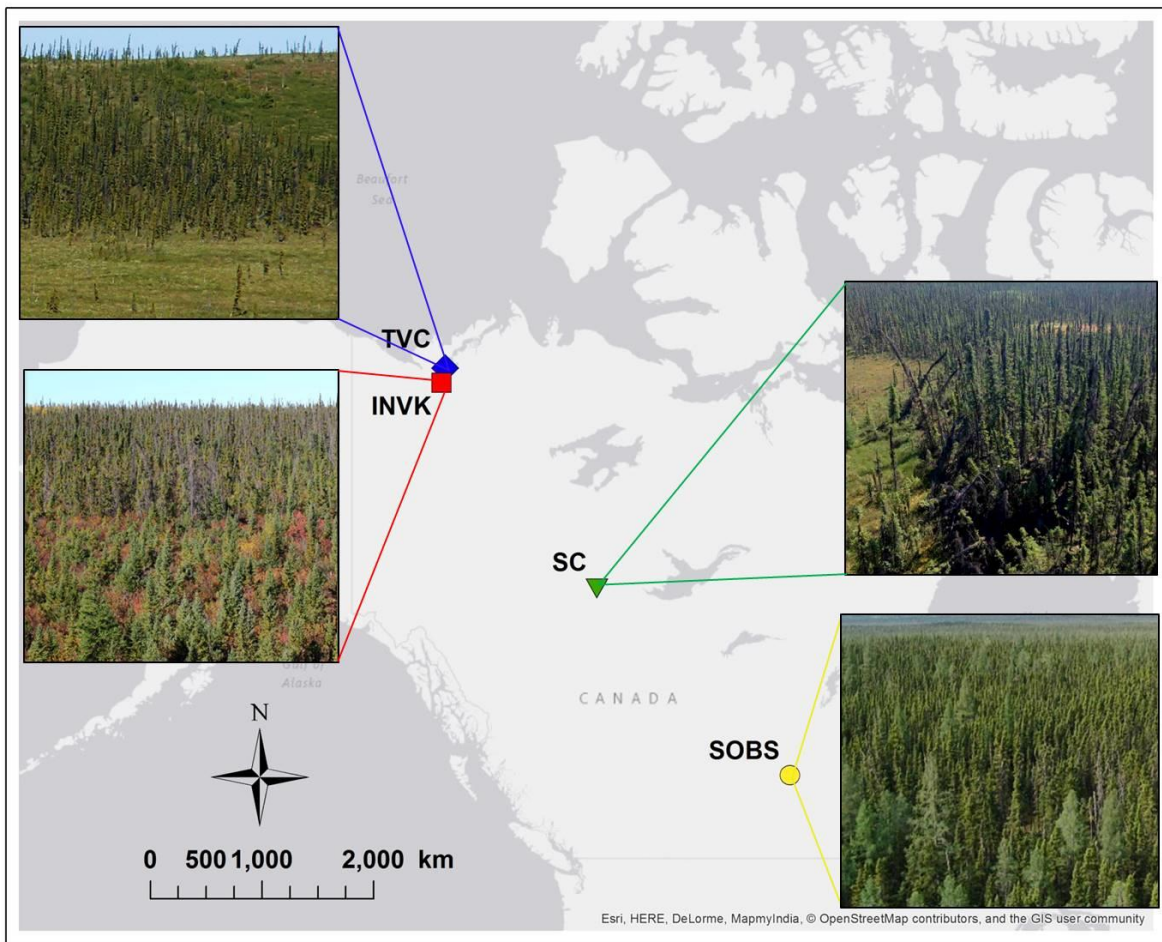 Beaufort
Sea
TVC
INVK
SC
Gulf of
Alaska
CANADA
N
SOBS
0 500 1,000 2,000 km
Esri, HERE, DeLorme, MapmyIndia, © OpenStreetMap contributors, and the GIS user community